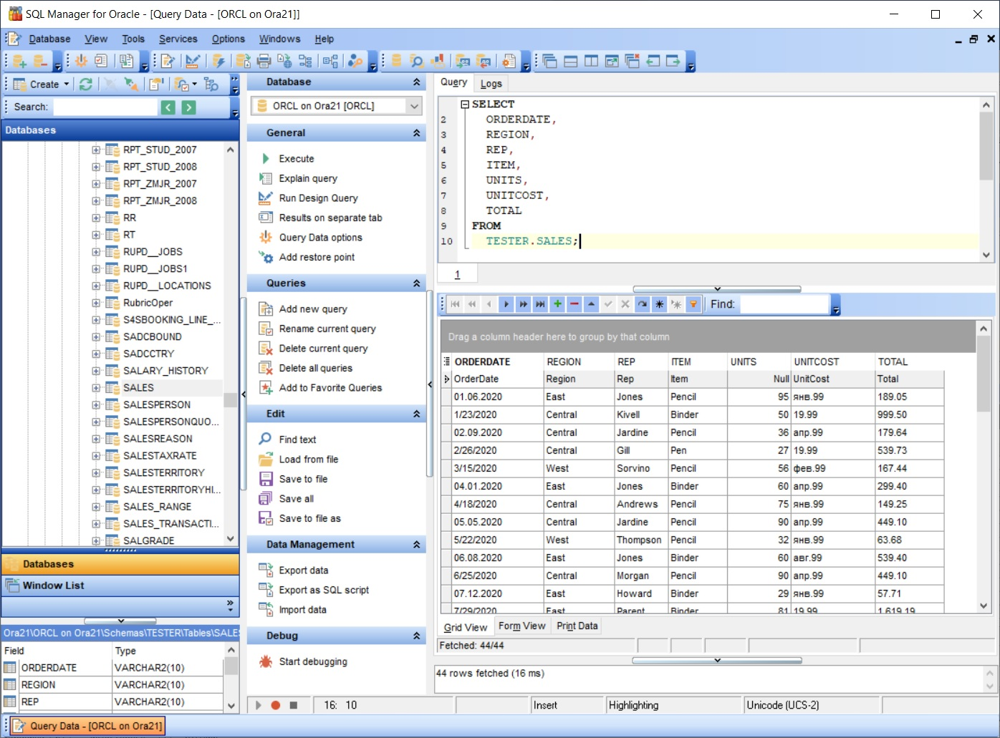 SQL Manager for Oracle - [Query Data - [ORCL on Ora21]]
Database View Tools Services Options Windows Help
Create
Search:
Databases
RPT_STUD_2007
RPT_STUD_2008
RPT_ZMJR_2007
RPT_ZMJR_2008
RR
RT
RUPD__JOBS
RUPD__JOBS1
RUPD__LOCATIONS
RubricOper
S4SBOOKING_LINE_...
SADCBOUND
SADCCTRY
SALARY_HISTORY
SALES
SALESPERSON
SALESPERSONQUO...
SALESREASON
SALESTAXRATE
SALESTERRITORY
SALESTERRITORYHI...
SALES_RANGE
SALES_TRANSACTI...
SALGRADE
Databases
Window List
Ora21\ORCL on Ora21\Schemas\TESTER\Tables\SALE
Field Type
ORDERDATE VARCHAR2(10)
REGION VARCHAR2(10)
REP VARCHAR2(10)
Database
ORCL on Ora21 [ORCL]
General
Execute
Explain query
Run Design Query
Results on separate tab
Query Data options
Add restore point
Queries
Add new query
Rename current query
Delete current query
Delete all queries
Add to Favorite Queries
Edit
Find text
Load from file
Save to file
Save all
Save to file as
Data Management
Export data
Export as SQL script
Import data
Debug
Start debugging
Query Logs
SELECT
2 ORDERDATE,
3 REGION,
4 REP,
5 ITEM,
6 UNITS,
7 UNITCOST,
8 TOTAL
9 FROM
10 TESTER.SALES;
1
Find:
Drag a column header here to group by that column
ORDERDATE REGION REP ITEM UNITS UNITCOST TOTAL
OrderDate Region Rep Item Null UnitCost Total
01.06.2020 East Jones Pencil 95 янв.99 189.05
1/23/2020 Central Kivell Binder 50 19.99 999.50
02.09.2020 Central Jardine Pencil 36 апр.99 179.64
2/26/2020 Central Gill Pen 27 19.99 539.73
3/15/2020 West Sorvino Pencil 56 фев.99 167.44
04.01.2020 East Jones Binder 60 апр.99 299.40
4/18/2020 Central Andrews Pencil 75 янв.99 149.25
05.05.2020 Central Jardine Pencil 90 апр.99 449.10
5/22/2020 West Thompson Pencil 32 янв.99 63.68
06.08.2020 East Jones Binder 60 авг.99 539.40
6/25/2020 Central Morgan Pencil 90 апр.99 449.10
07.12.2020 East Howard Binder 29 янв.99 57.71
7/29/2020 East Parent Binder 81 19.99 1,619.19
Grid View Form View Print Data
Fetched: 44/44
44 rows fetched (16 ms)
16: 10 Insert Highlighting Unicode (UCS-2)
Query Data - [ORCL on Ora21]